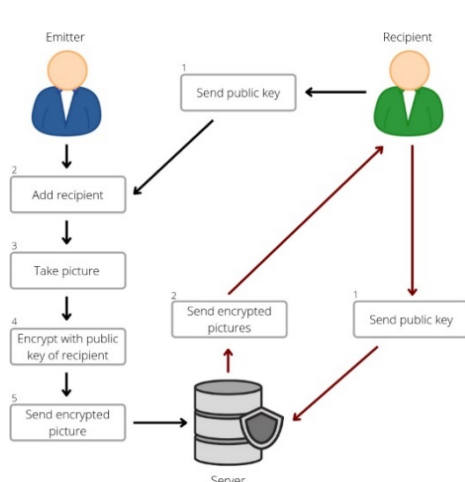 Emitter
Recipient
1
Send public key
2
Add recipient
3
Take picture
4
Encrypt with public
key of recipient
5
Send encrypted
picture
2
Send encrypted
pictures
1
Send public key
Server